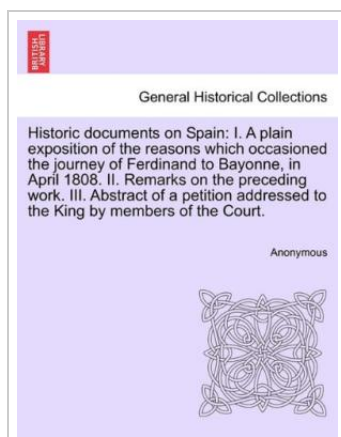 BRITISH
LIBRARY
General Historical Collections
Historic documents on Spain: I. A plain
exposition of the reasons which occasioned
the journey of Ferdinand to Bayonne, in
April 1808. II. Remarks on the preceding
work. III. Abstract of a petition addressed to
the King by members of the Court.
Anonymous